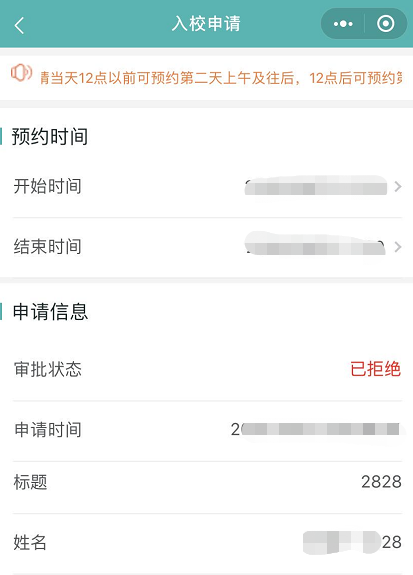 入校申请
请当天12点以前可预约第二天上午及往后，12点后可预约第
预约时间
开始时间
结束时间
申请信息
审批状态
已拒绝
申请时间
标题
2828
姓名
28